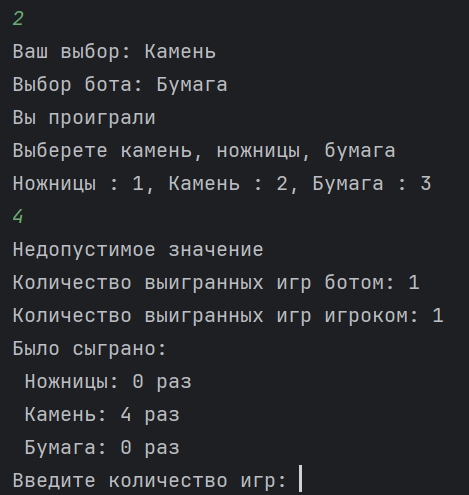 2
Ваш выбор: Камень
Выбор бота: Бумага
Вы проиграли
Выберете камень, ножницы, бумага
Ножницы : 1, Камень : 2, Бумага : 3
4
Недопустимое значение
Количество выигранных игр ботом: 1
Количество выигранных игр игроком: 1
Было сыграно:
Ножницы: 0 раз
Камень: 4 раз
Бумага: 0 раз
Введите количество игр: